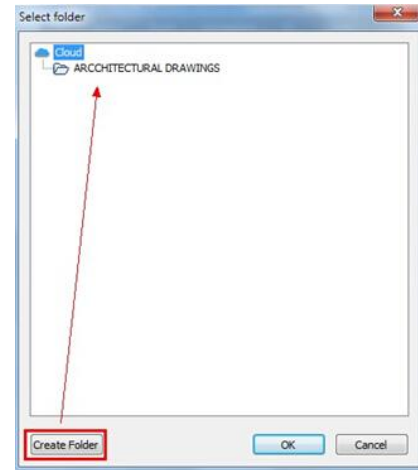 Select folder
Cloud
ARCCHITECTURAL DRAWINGS
Create Folder OK Cancel